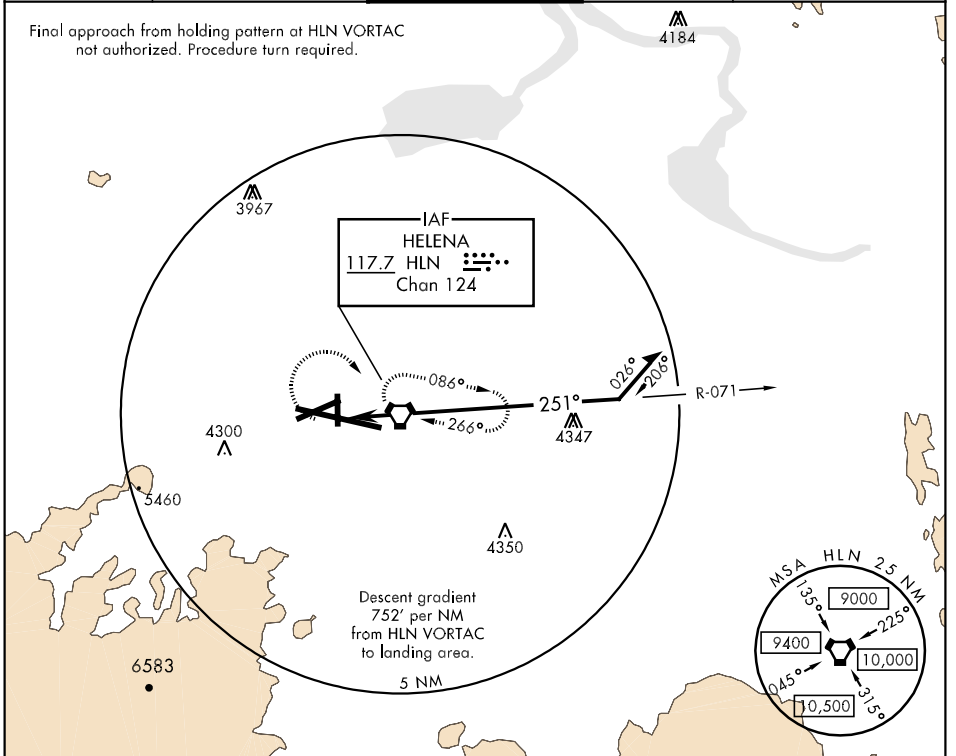 Final approach from holding pattern at HLN VORTAC
not authorized. Procedure turn required.
4184
3967
IAF
HELENA
117.7 HLN
Chan 124
086°
026°
206°
R-071
251°
266°
4347
4300
5460
4350
Descent gradient
752' per NM
from HLN VORTAC
to landing area.
5 NM
6583
MSA HLN 25 NM
135°
9000
225°
9400
10,000
045°
10,500
315°